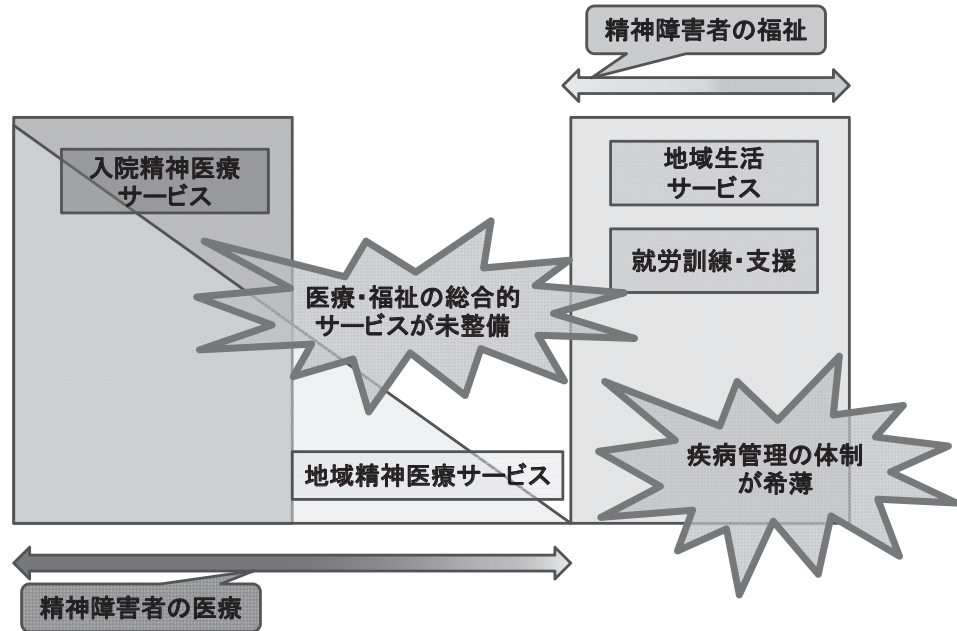 精神障害者の福祉
入院精神医療
サービス
地域生活
サービス
就労訓練・支援
医療・福祉の総合的
サービスが未整備
疾病管理の体制
が希薄
地域精神医療サービス
精神障害者の医療